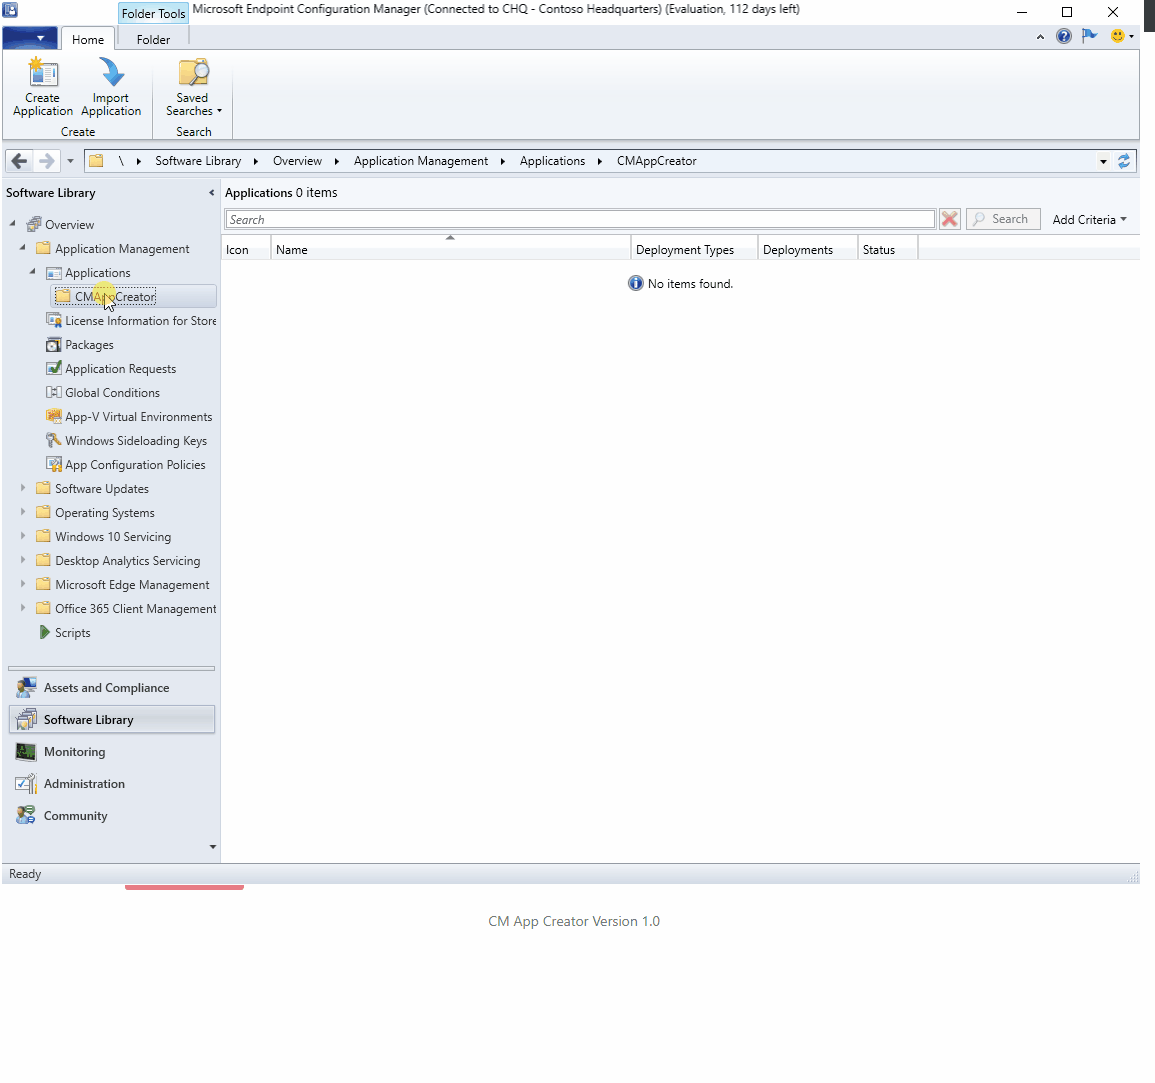 Folder Tools
Microsoft Endpoint Configuration Manager (Connected to CHQ - Contoso Headquarters) (Evaluation, 112 days left)
Home
Folder
Create Application
Import Application
Saved Searches
Create
Search
\ Software Library Overview Application Management Applications CMAppCreator
Software Library
Applications 0 items
Search
Search
Add Criteria
Icon Name Deployment Types Deployments Status
No items found.
Overview
Application Management
Applications
CMAppCreator
License Information for Store
Packages
Application Requests
Global Conditions
App-V Virtual Environments
Windows Sideloading Keys
App Configuration Policies
Software Updates
Operating Systems
Windows 10 Servicing
Desktop Analytics Servicing
Microsoft Edge Management
Office 365 Client Management
Scripts
Assets and Compliance
Software Library
Monitoring
Administration
Community
Ready
CM App Creator Version 1.0